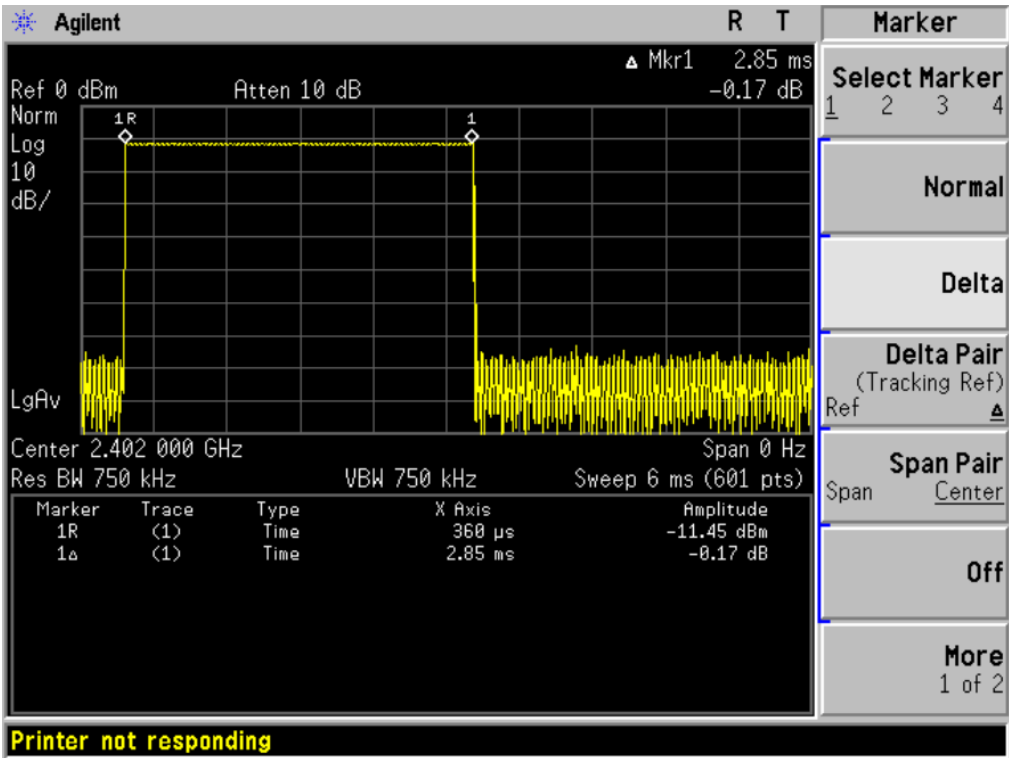 Agilent R T
Marker
▵ Mkr1 2.85 ms
Ref 0 dBm Atten 10 dB -0.17 dB
Norm
Log
10
dB/
1R 1
LgAv
Center 2.402 000 GHz Span 0 Hz
Res BW 750 kHz VBW 750 kHz Sweep 6 ms (601 pts)
Marker Trace Type X Axis Amplitude
1R (1) Time 360 µs -11.45 dBm
1▵ (1) Time 2.85 ms -0.17 dB
Select Marker
1 2 3 4
Normal
Delta
Delta Pair
(Tracking Ref)
Ref ▵
Span Pair
Span Center
Off
More
1 of 2
Printer not responding